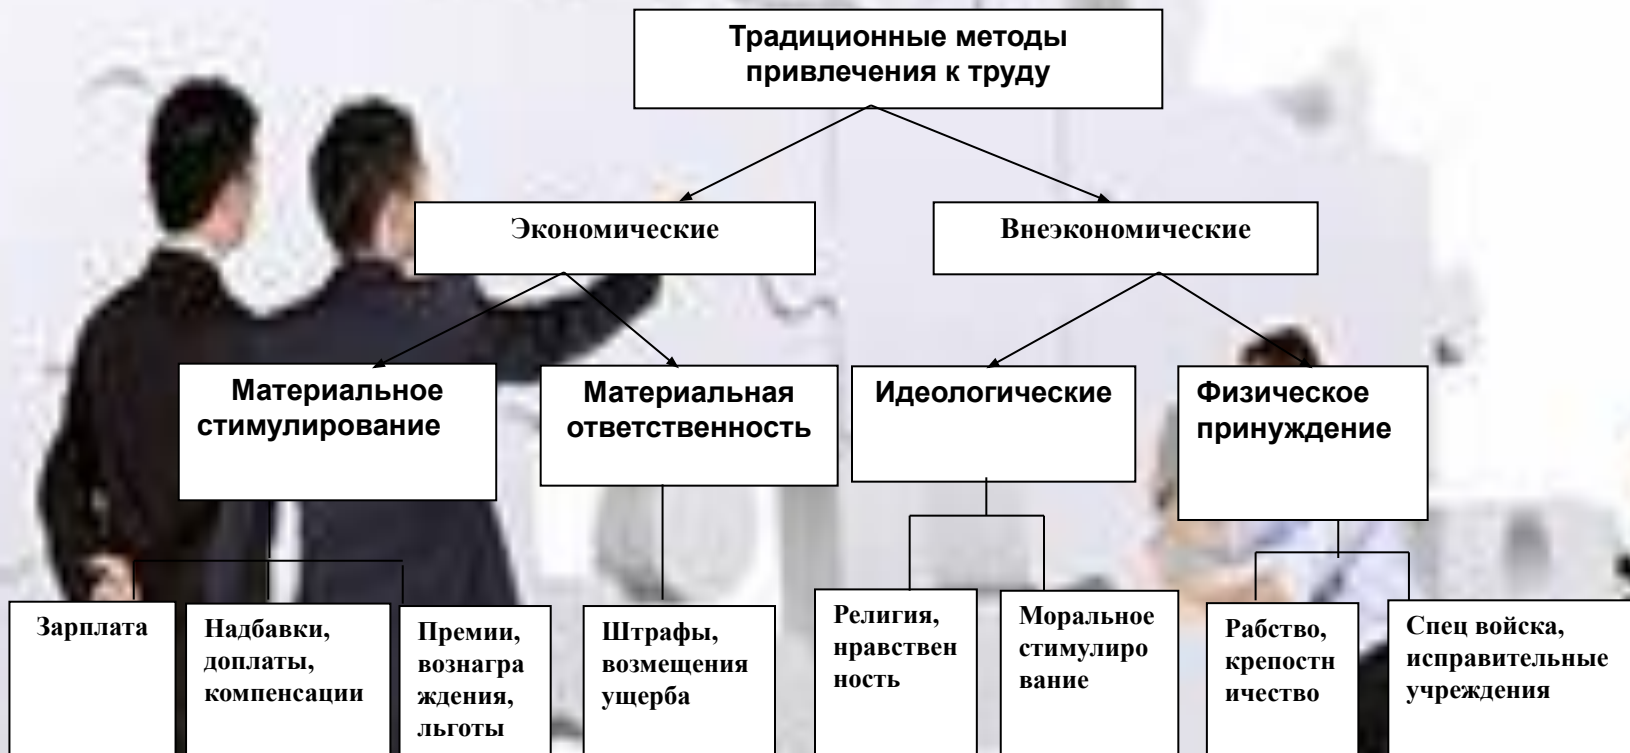 Традиционные методы
привлечения к труду
Экономические
Внеэкономические
Материальное
стимулирование
Материальная
ответственность
Идеологические
Физическое
принуждение
Зарплата
Надбавки,
доплаты,
компенсации
Премии,
вознагра
ждения,
льготы
Штрафы,
возмещения
ущерба
Религия,
нравствен
ность
Моральное
стимулиро
вание
Рабство,
крепостн
ичество
Спец войска,
исправительные
учреждения